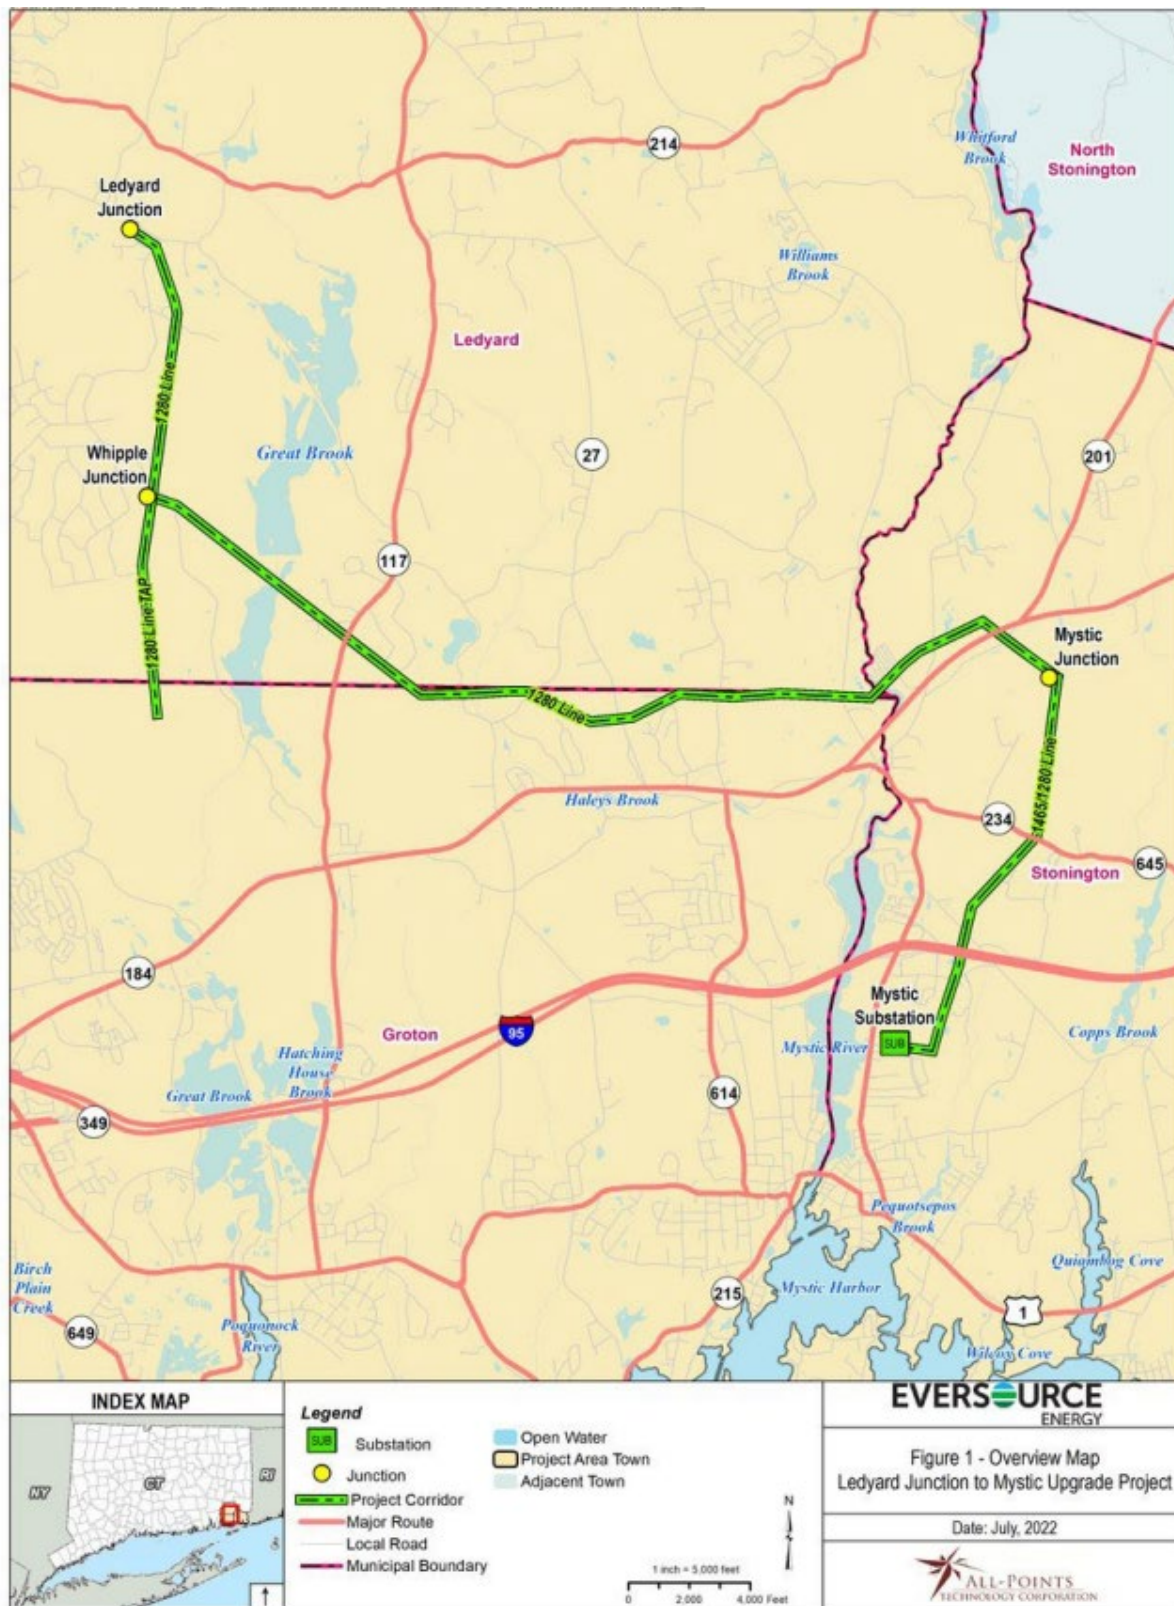 214
Whitford
Brook
North
Stonington
Ledyard
Junction
Williams
Brook
Ledyard
1280 Line
Whipple
Junction
Great Brook
27
201
117
1280 Line TAP
Mystic
Junction
1280 Line
1465/1280 Line
Haleys Brook
234
645
Stonington
184
Mystic
Substation
SUB
Groton
95
Mystic River
Copps Brook
Hatching
House
Brook
Great Brook
349
614
Pequotsepos
Brook
Birch
Plain
Creek
Quiambog Cove
Mystic Harbor
215
1
649
Poquonock
River
Wilcox Cove
INDEX MAP
NY
CT
RI
Legend
SUB Substation
Junction
Project Corridor
Major Route
Local Road
Municipal Boundary
Open Water
Project Area Town
Adjacent Town
N
1 inch = 5,000 feet
0 2,000 4,000 Feet
EVERSOURCE
ENERGY
Figure 1 - Overview Map
Ledyard Junction to Mystic Upgrade Project
Date: July, 2022
ALL-POINTS
TECHNOLOGY CORPORATION